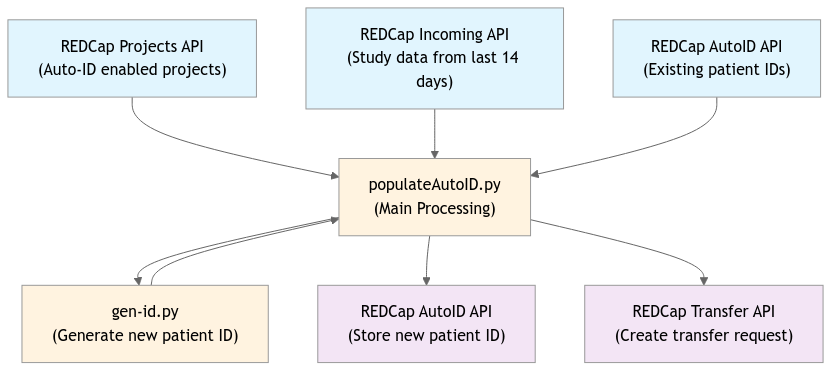 REDCap Projects API
(Auto-ID enabled projects)
REDCap Incoming API
(Study data from last 14
days)
REDCap AutoID API
(Existing patient IDs)
populateAutoID.py
(Main Processing)
gen-id.py
(Generate new patient ID)
REDCap AutoID API
(Store new patient ID)
REDCap Transfer API
(Create transfer request)